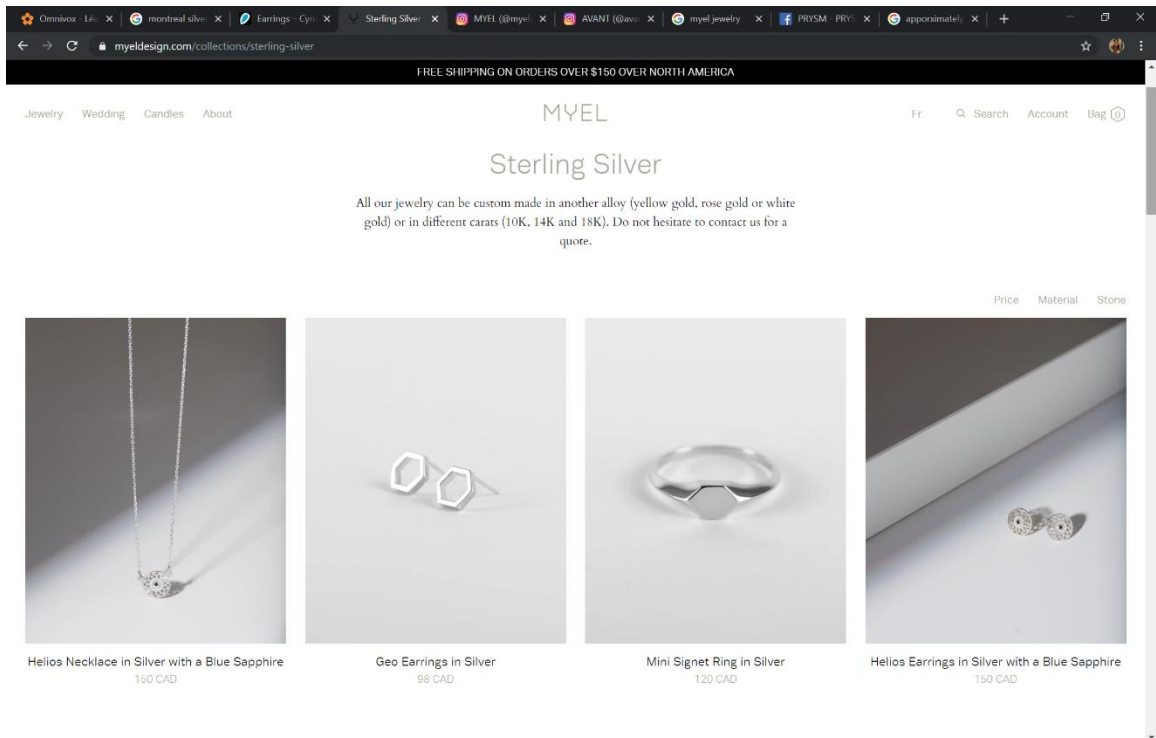 Omnivox - Léa
montreal silver
Earrings – Cyn
Sterling Silver
MYEL (@myel
AVANT (@avan
myel jewelry
PRYSM - PRYS
apporximately
myeldesign.com/collections/sterling-silver
FREE SHIPPING ON ORDERS OVER $150 OVER NORTH AMERICA
Jewelry Wedding Candles About MYEL Fr Search Account Bag 0
Sterling Silver
All our jewelry can be custom made in another alloy (yellow gold, rose gold or white
gold) or in different carats (10K, 14K and 18K). Do not hesitate to contact us for a
quote.
Price Material Stone
Helios Necklace in Silver with a Blue Sapphire
150 CAD
Geo Earrings in Silver
98 CAD
Mini Signet Ring in Silver
120 CAD
Helios Earrings in Silver with a Blue Sapphire
150 CAD